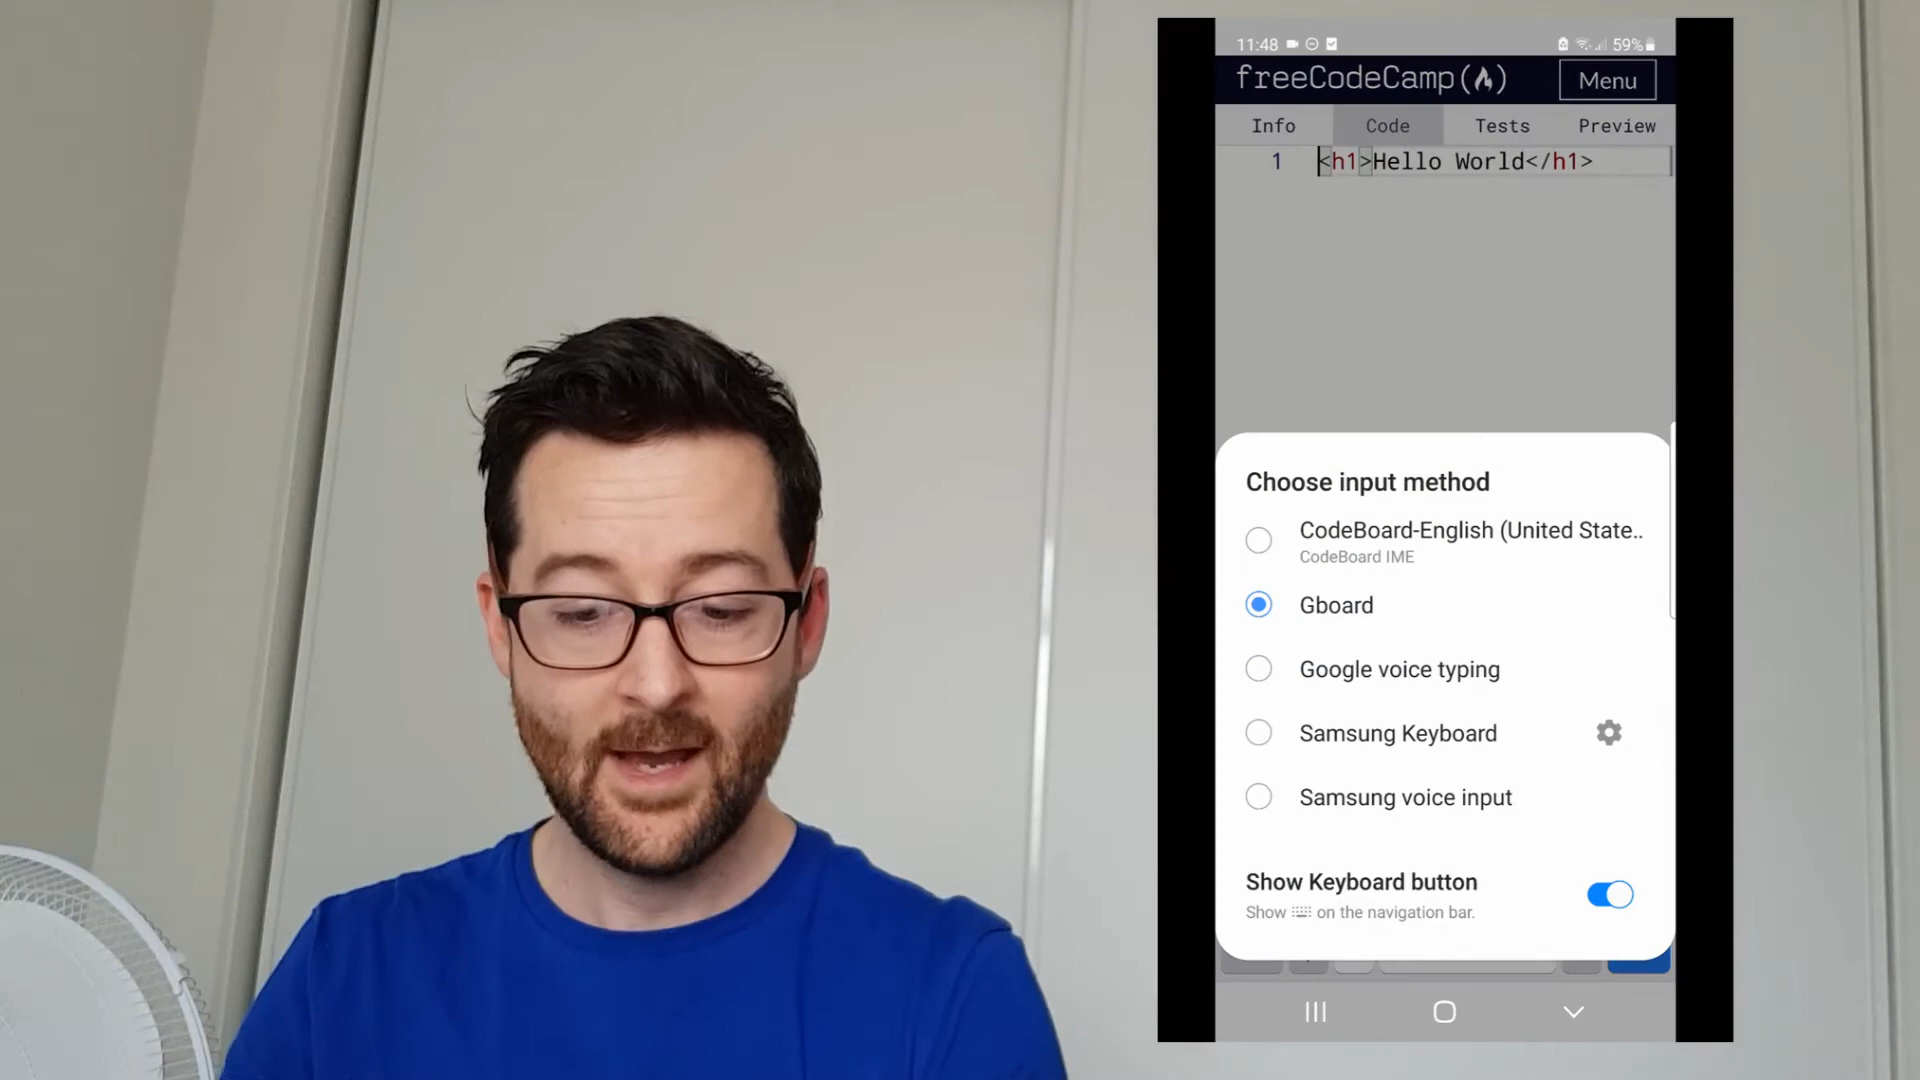 11:48
59%
freeCodeCamp
Menu
Info Code Tests Preview
1 <h1>Hello World</h1>
Choose input method
CodeBoard-English (United State..
CodeBoard IME
Gboard
Google voice typing
Samsung Keyboard
Samsung voice input
Show Keyboard button
Show on the navigation bar.